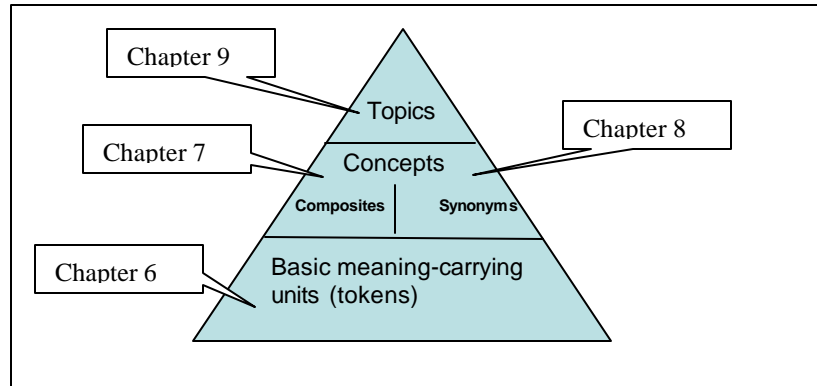 Chapter 9
Topics
Chapter 8
Chapter 7
Concepts
Composites
Synonyms
Chapter 6
Basic meaning-carrying
units (tokens)